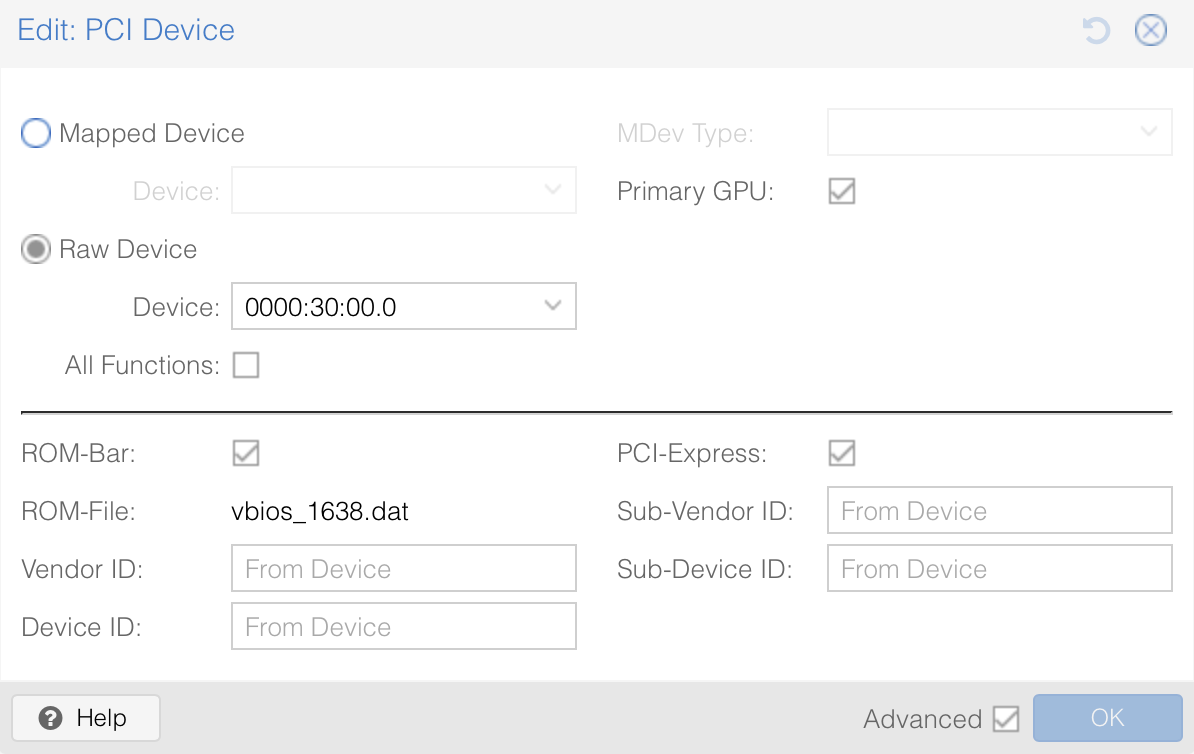 Edit: PCI Device
Mapped Device
MDev Type:
Device:
Primary GPU:
Raw Device
Device: 0000:30:00.0
All Functions:
ROM-Bar:
PCI-Express:
ROM-File: vbios_1638.dat
Sub-Vendor ID: From Device
Vendor ID: From Device
Sub-Device ID: From Device
Device ID: From Device
Help
Advanced
OK